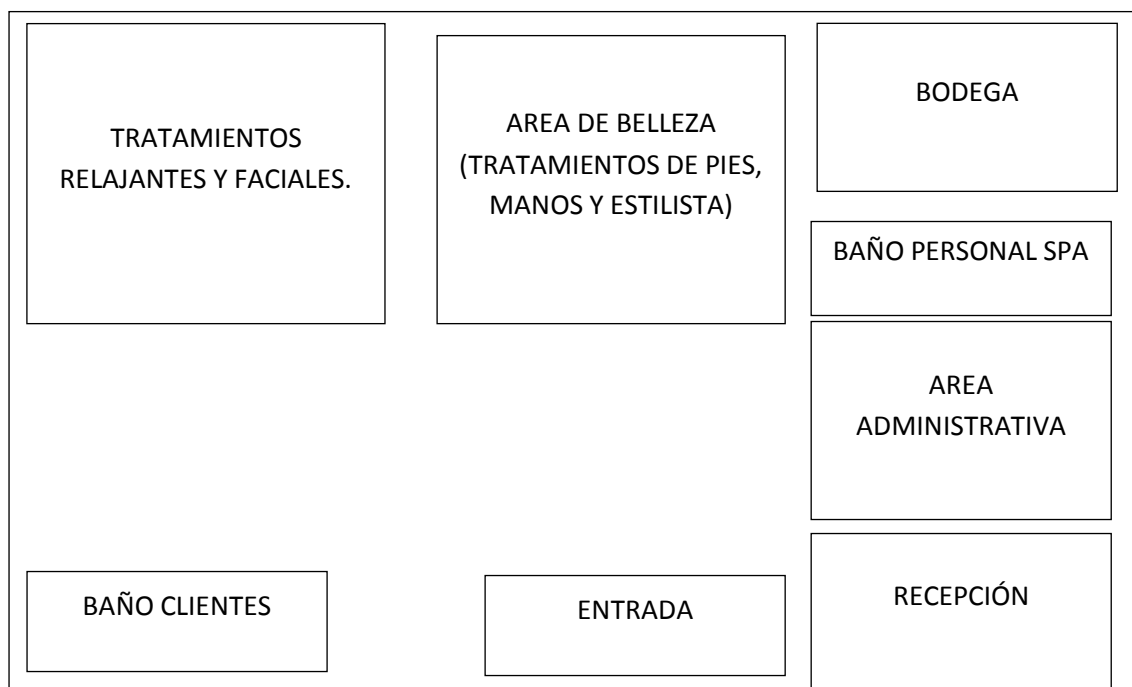 TRATAMIENTOS
RELAJANTES Y FACIALES.
AREA DE BELLEZA
(TRATAMIENTOS DE PIES,
MANOS Y ESTILISTA)
BODEGA
BAÑO PERSONAL SPA
AREA
ADMINISTRATIVA
BAÑO CLIENTES
ENTRADA
RECEPCIÓN